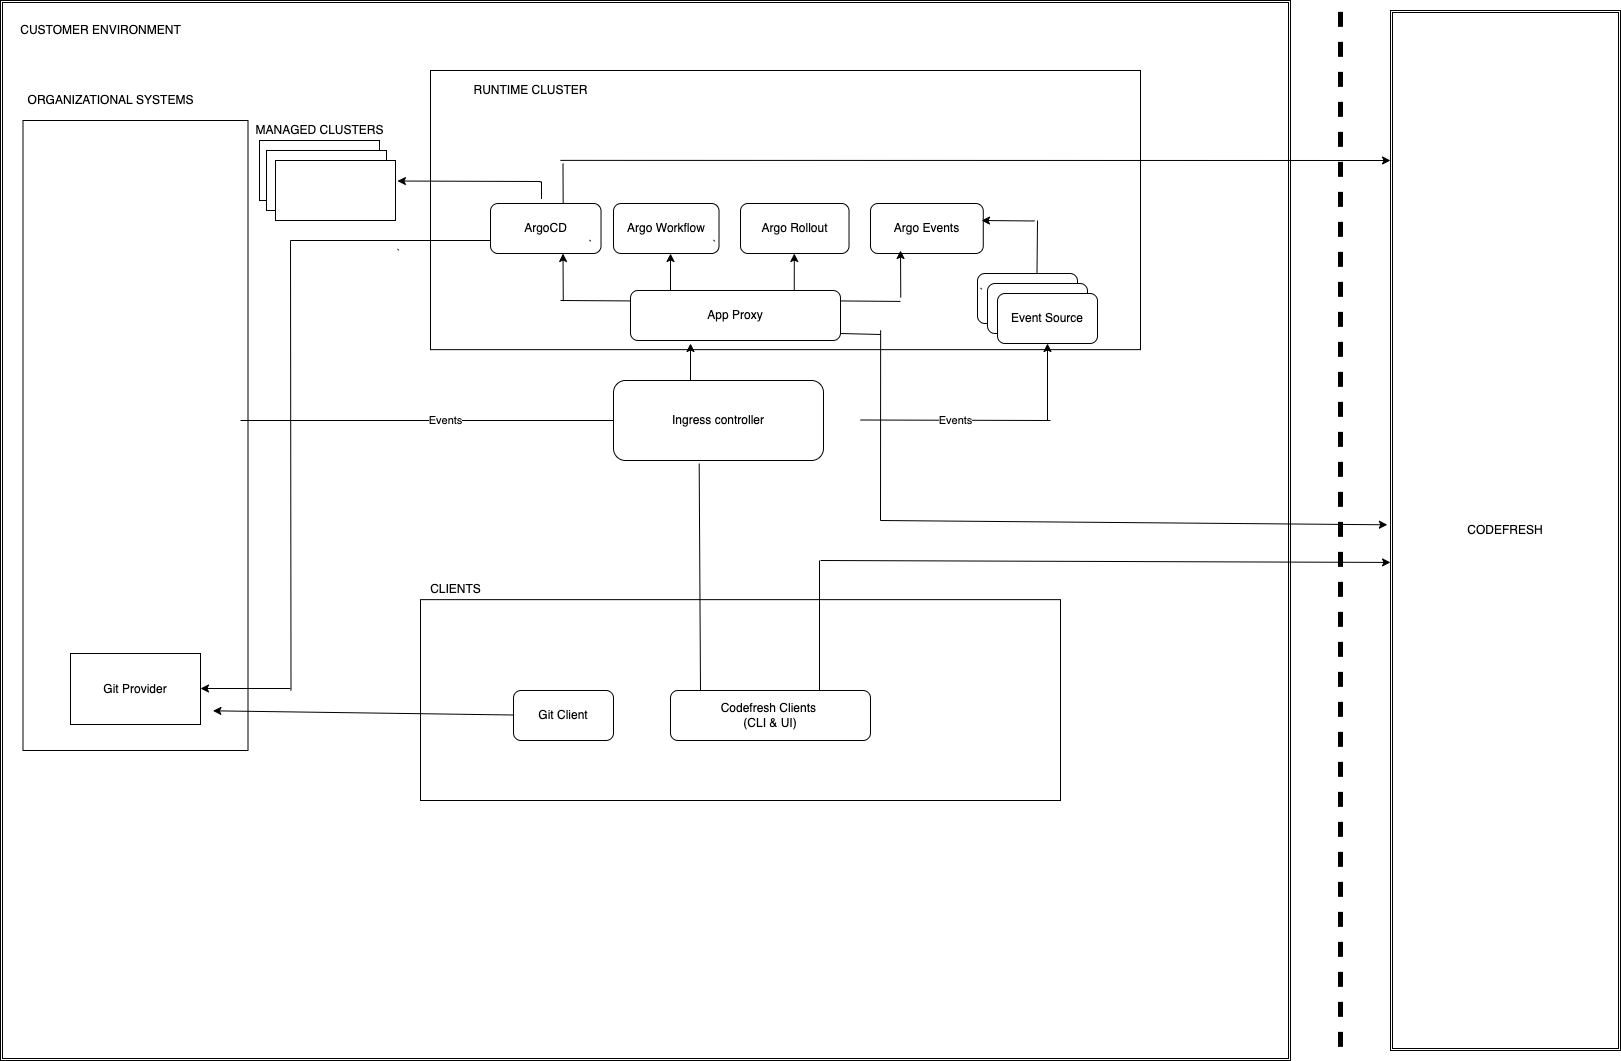 CUSTOMER ENVIRONMENT
ORGANIZATIONAL SYSTEMS
MANAGED CLUSTERS
RUNTIME CLUSTER
ArgoCD
Argo Workflow
Argo Rollout
Argo Events
App Proxy
Event Source
Events
Ingress controller
Events
CODEFRESH
CLIENTS
Git Provider
Git Client
Codefresh Clients
(CLI & UI)